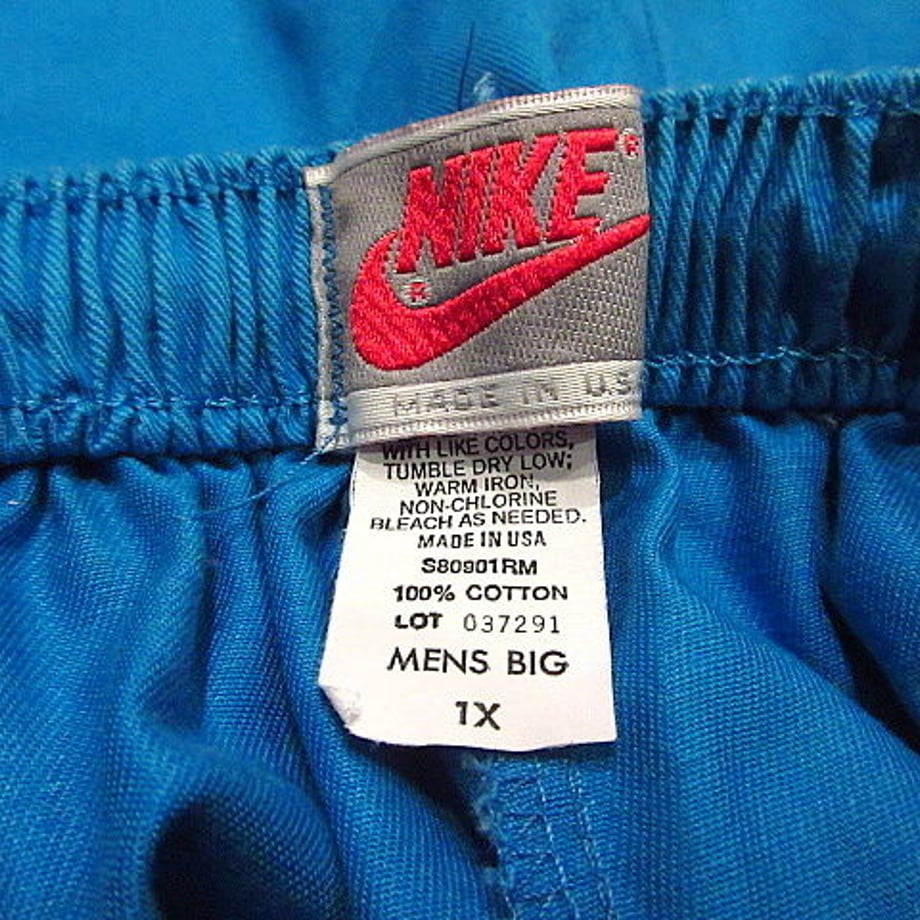 NIKE®
®
MADE IN U.S
WITH LIKE COLORS,
TUMBLE DRY LOW;
WARM IRON,
NON-CHLORINE
BLEACH AS NEEDED.
MADE IN USA
S80901RM
100% COTTON
LOT 037291
MENS BIG
1X